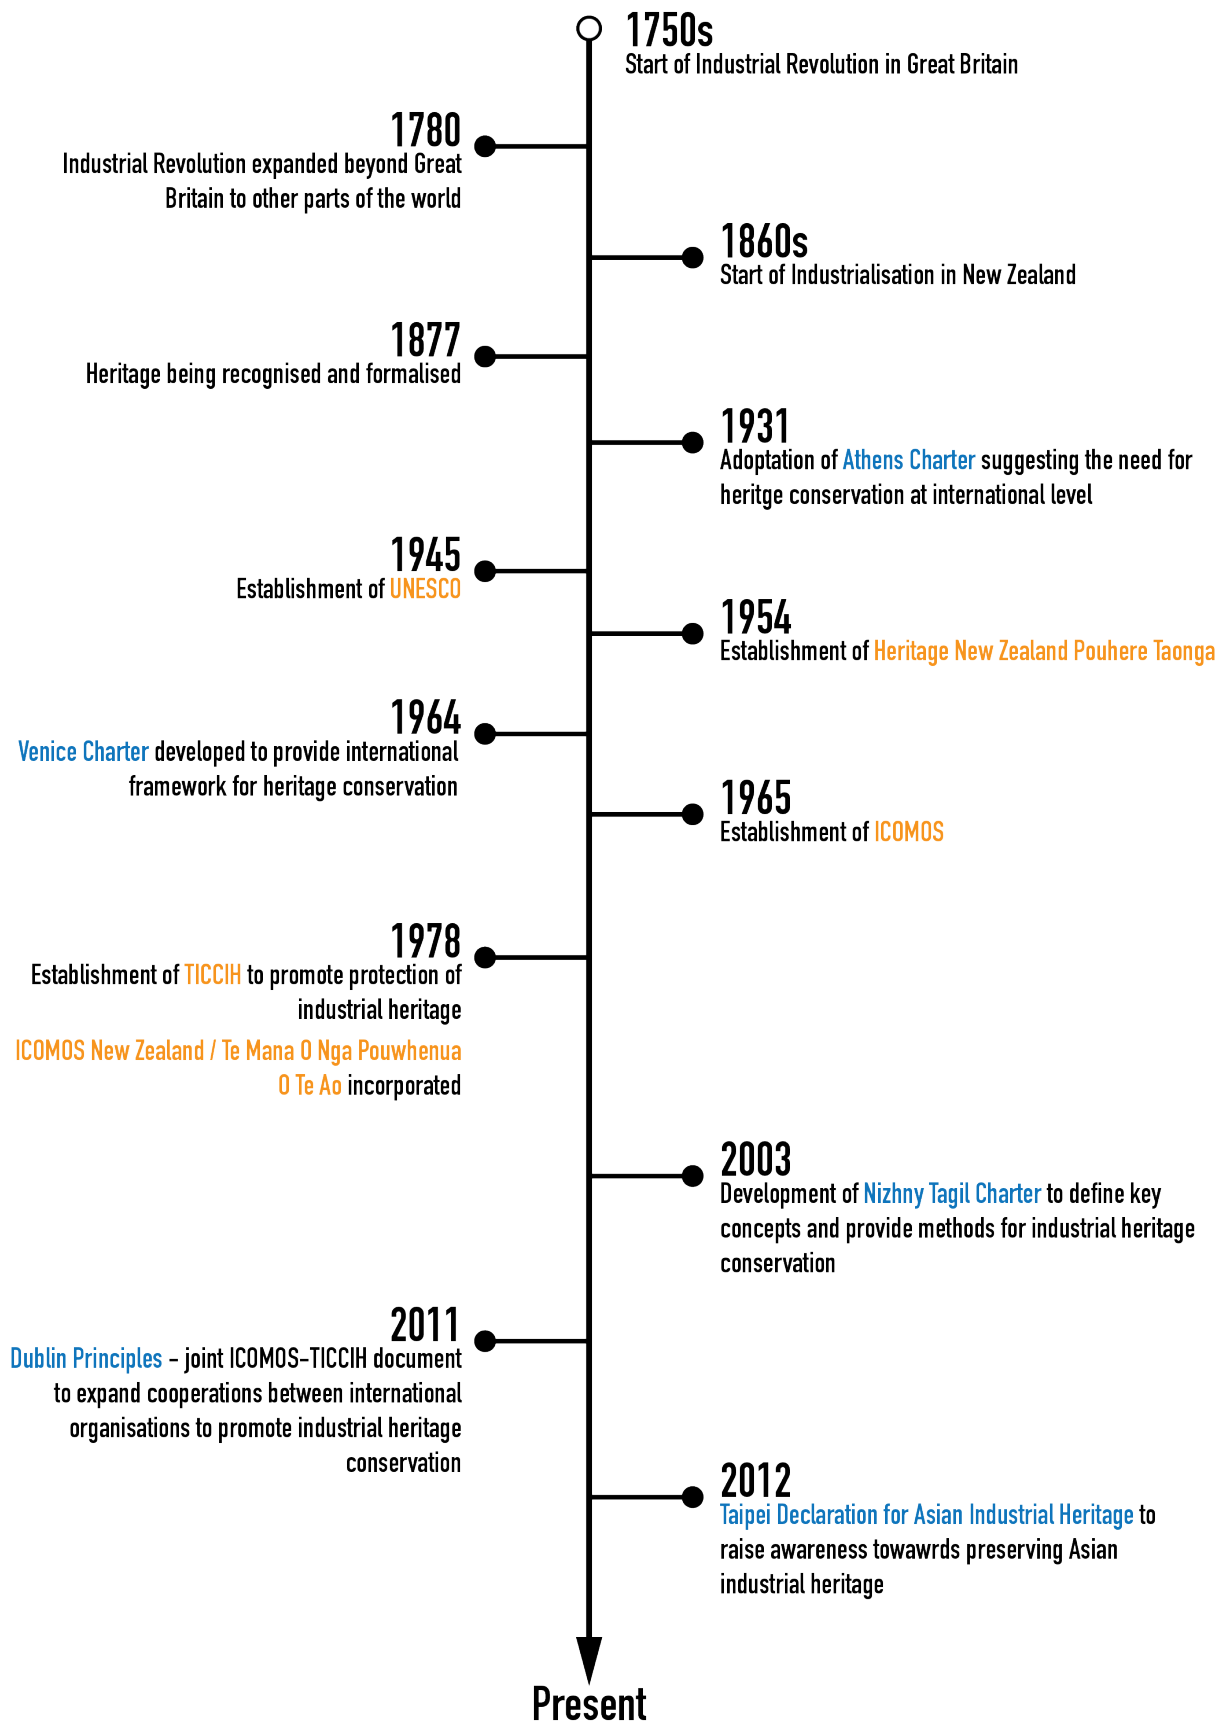 1750s
Start of Industrial Revolution in Great Britain
1780
Industrial Revolution expanded beyond Great
Britain to other parts of the world
1860s
Start of Industrialisation in New Zealand
1877
Heritage being recognised and formalised
1931
Adoptation of Athens Charter suggesting the need for
heritge conservation at international level
1945
Establishment of UNESCO
1954
Establishment of Heritage New Zealand Pouhere Taonga
1964
Venice Charter developed to provide international
framework for heritage conservation
1965
Establishment of ICOMOS
1978
Establishment of TICCIH to promote protection of
industrial heritage
ICOMOS New Zealand / Te Mana O Nga Pouwhenua
O Te Ao incorporated
2003
Development of Nizhny Tagil Charter to define key
concepts and provide methods for industrial heritage
conservation
2011
Dublin Principles - joint ICOMOS-TICCIH document
to expand cooperations between international
organisations to promote industrial heritage
conservation
2012
Taipei Declaration for Asian Industrial Heritage to
raise awareness towawrds preserving Asian
industrial heritage
Present